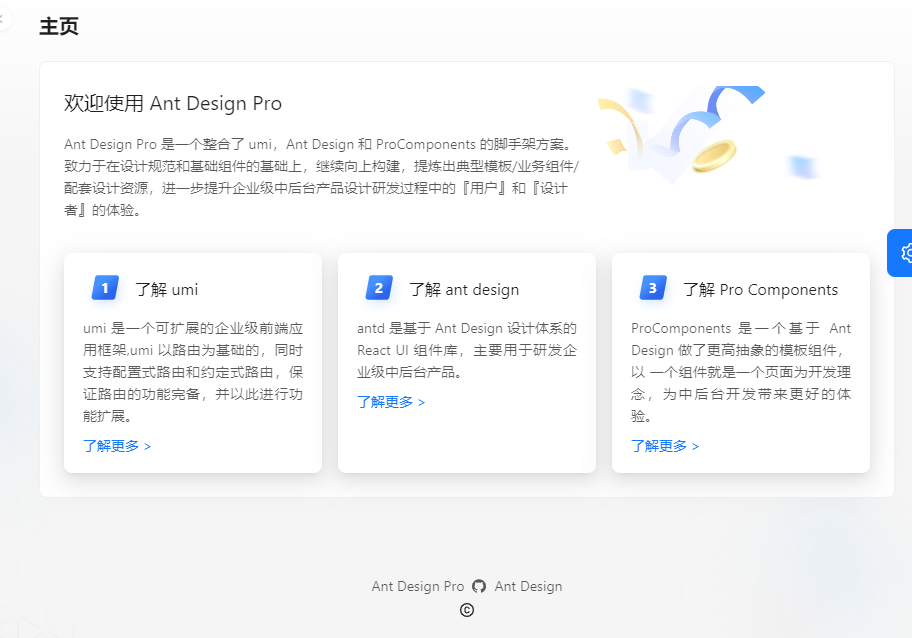 主页
欢迎使用 Ant Design Pro
Ant Design Pro 是一个整合了 umi，Ant Design 和 ProComponents 的脚手架方案。
致力于在设计规范和基础组件的基础上，继续向上构建，提炼出典型模板/业务组件/
配套设计资源，进一步提升企业级中后台产品设计研发过程中的『用户』和『设计
者』的体验。
1 了解 umi
umi 是一个可扩展的企业级前端应
用框架,umi 以路由为基础的，同时
支持配置式路由和约定式路由，保
证路由的功能完备，并以此进行功
能扩展。
了解更多 >
2 了解 ant design
antd 是基于 Ant Design 设计体系的
React UI 组件库，主要用于研发企
业级中后台产品。
了解更多 >
3 了解 Pro Components
ProComponents 是一个基于 Ant
Design 做了更高抽象的模板组件，
以 一个组件就是一个页面为开发理
念，为中后台开发带来更好的体
验。
了解更多 >
Ant Design Pro Ant Design
©